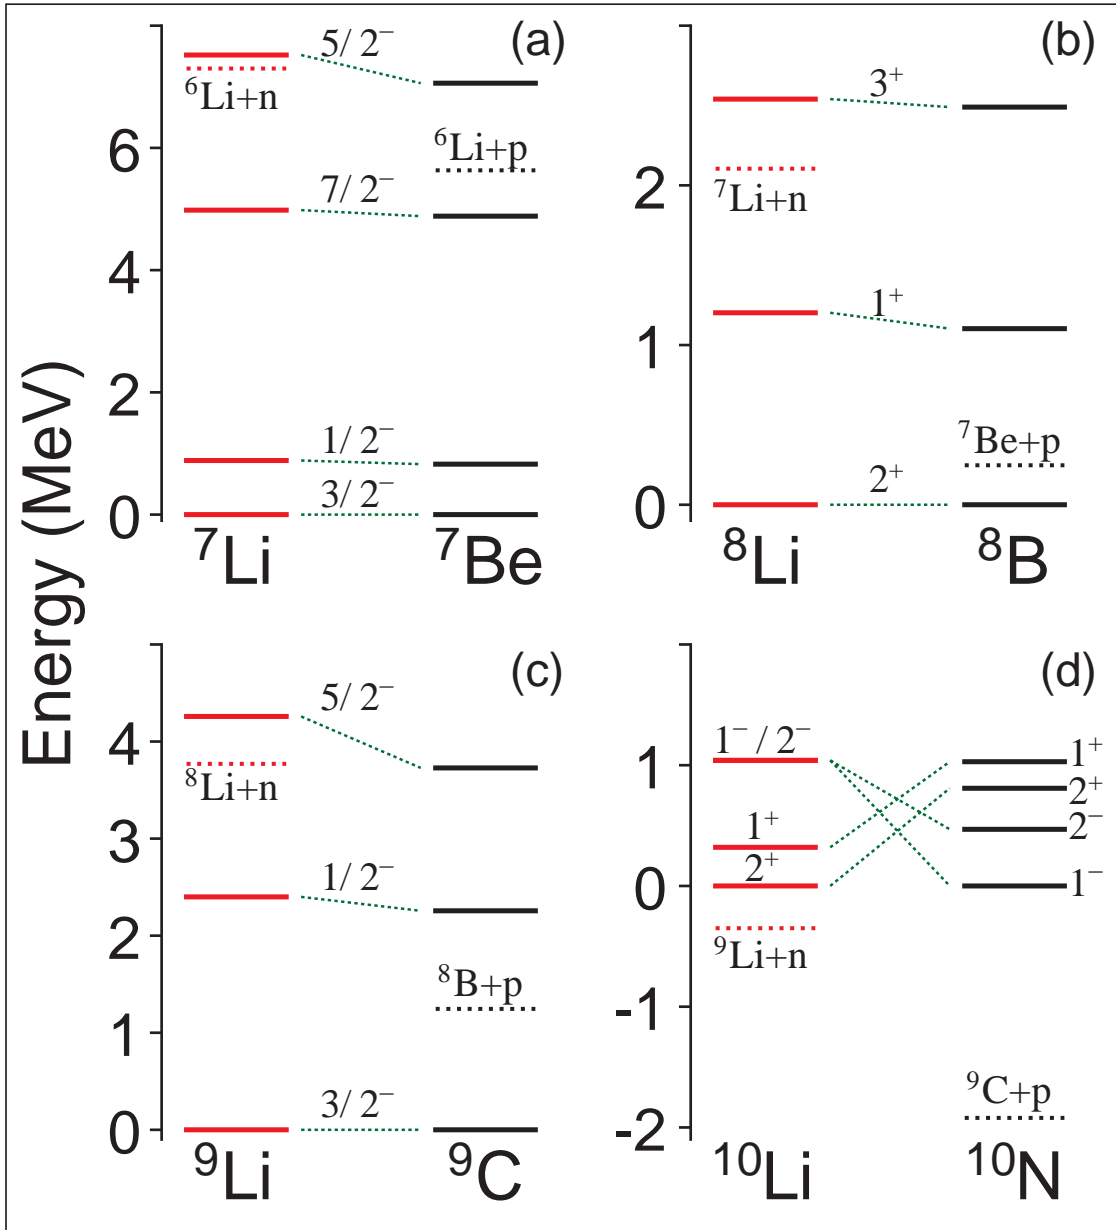 Energy (MeV)
(a)
6
4
2
0
5/2⁻
⁶Li+n
⁶Li+p
7/2⁻
1/2⁻
3/2⁻
⁷Li
⁷Be
(b)
2
1
0
3⁺
⁷Li+n
1⁺
⁷Be+p
2⁺
⁸Li
⁸B
(c)
4
3
2
1
0
5/2⁻
⁸Li+n
1/2⁻
⁸B+p
3/2⁻
⁹Li
⁹C
(d)
1
0
-1
-2
1⁻/2⁻
1⁺
2⁺
⁹Li+n
1⁺
2⁺
2⁻
1⁻
⁹C+p
¹⁰Li
¹⁰N